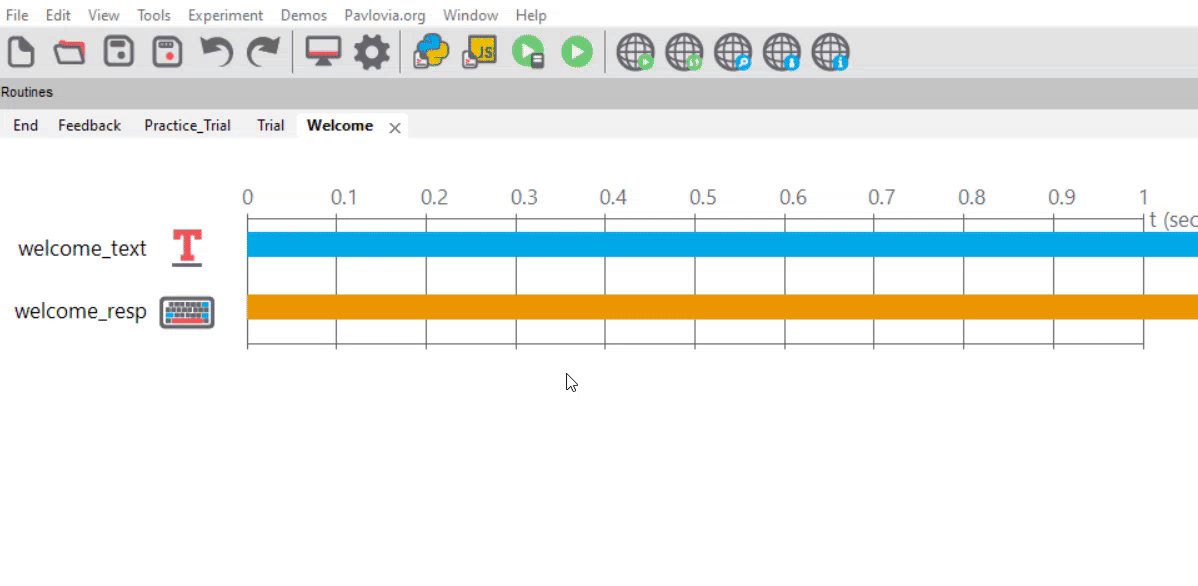 File Edit View Tools Experiment Demos Pavlovia.org Window Help
JS
Routines
End Feedback Practice_Trial Trial Welcome
0 0.1 0.2 0.3 0.4 0.5 0.6 0.7 0.8 0.9 1
t (sec
welcome_text T
welcome_resp